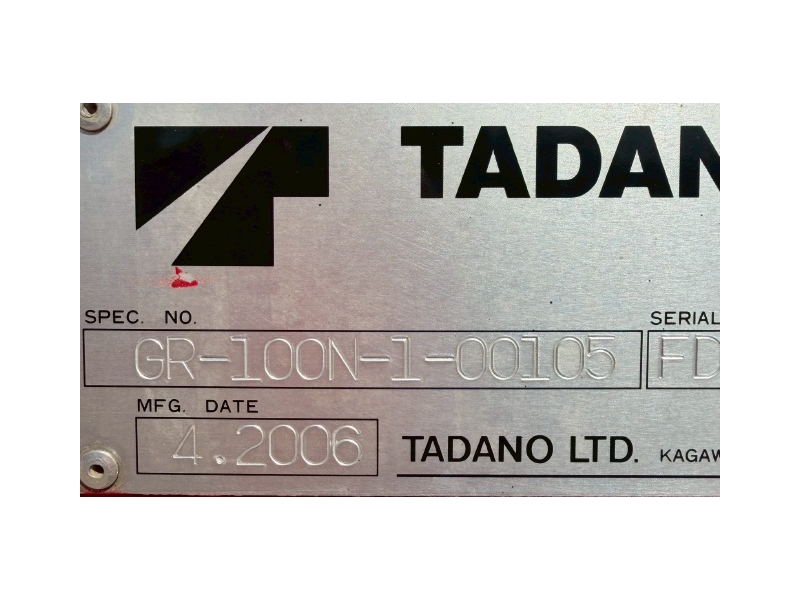 TADAN
SPEC. NO. SERIAL
GR-100N-1-00105 FD
MFG. DATE
4.2006 TADANO LTD. KAGAW